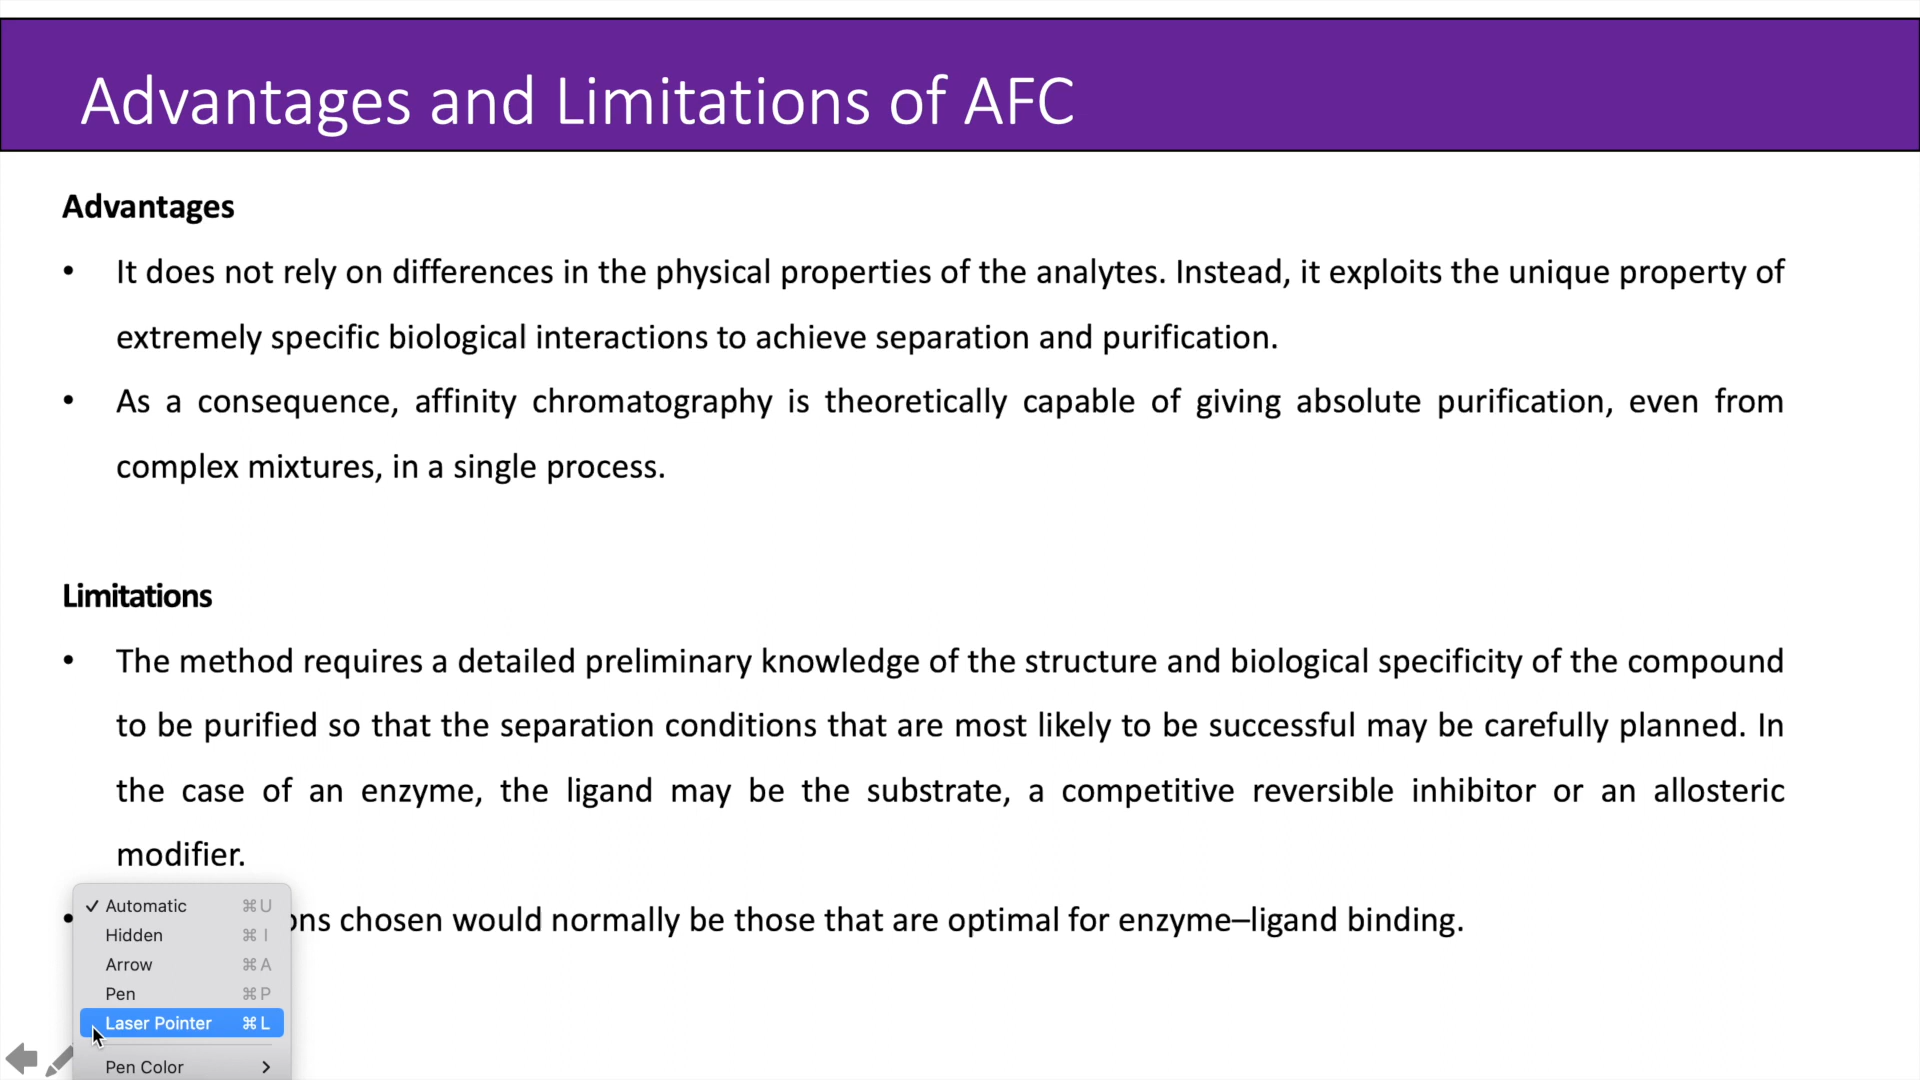 Advantages and Limitations of AFC
Advantages
• It does not rely on differences in the physical properties of the analytes. Instead, it exploits the unique property of
extremely specific biological interactions to achieve separation and purification.
• As a consequence, affinity chromatography is theoretically capable of giving absolute purification, even from
complex mixtures, in a single process.
Limitations
• The method requires a detailed preliminary knowledge of the structure and biological specificity of the compound
to be purified so that the separation conditions that are most likely to be successful may be carefully planned. In
the case of an enzyme, the ligand may be the substrate, a competitive reversible inhibitor or an allosteric
modifier.
• chosen would normally be those that are optimal for enzyme–ligand binding.
✓ Automatic ⌘U
Hidden ⌘I
Arrow ⌘A
Pen ⌘P
Laser Pointer ⌘L
Pen Color